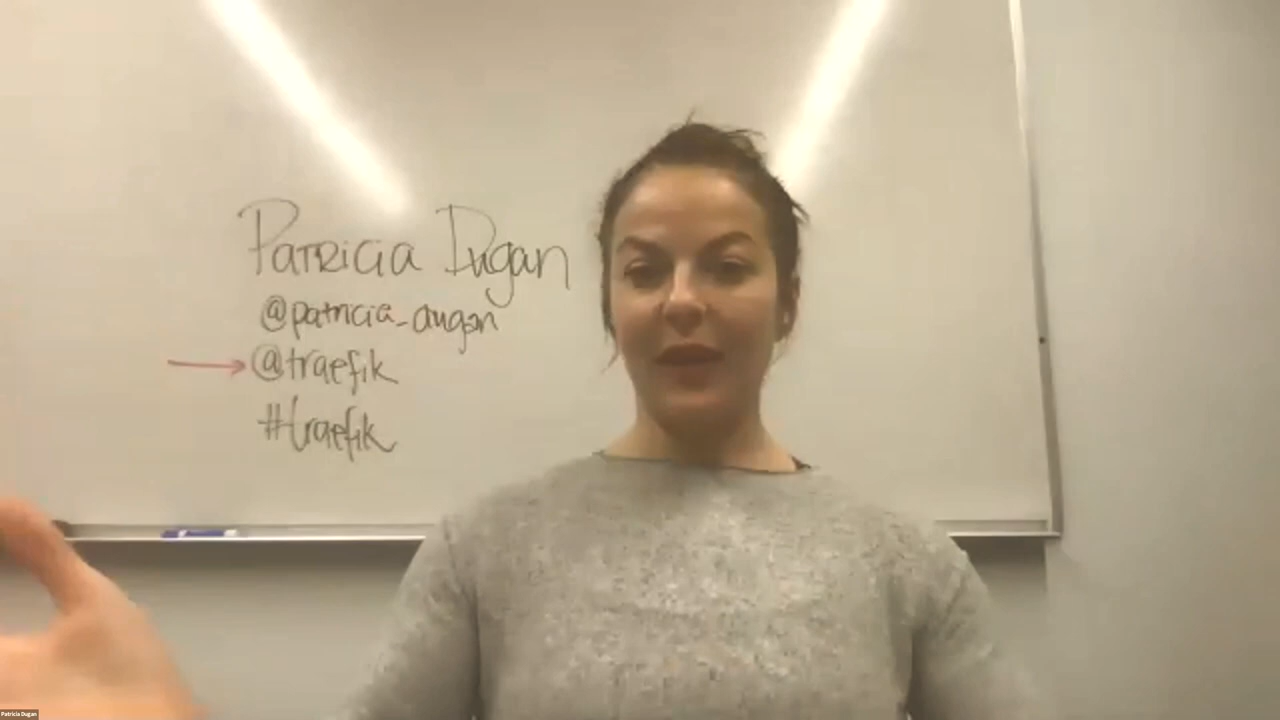 Patricia Dugan
@patricia_dugan
@traefik
#traefik
Patricia Dugan